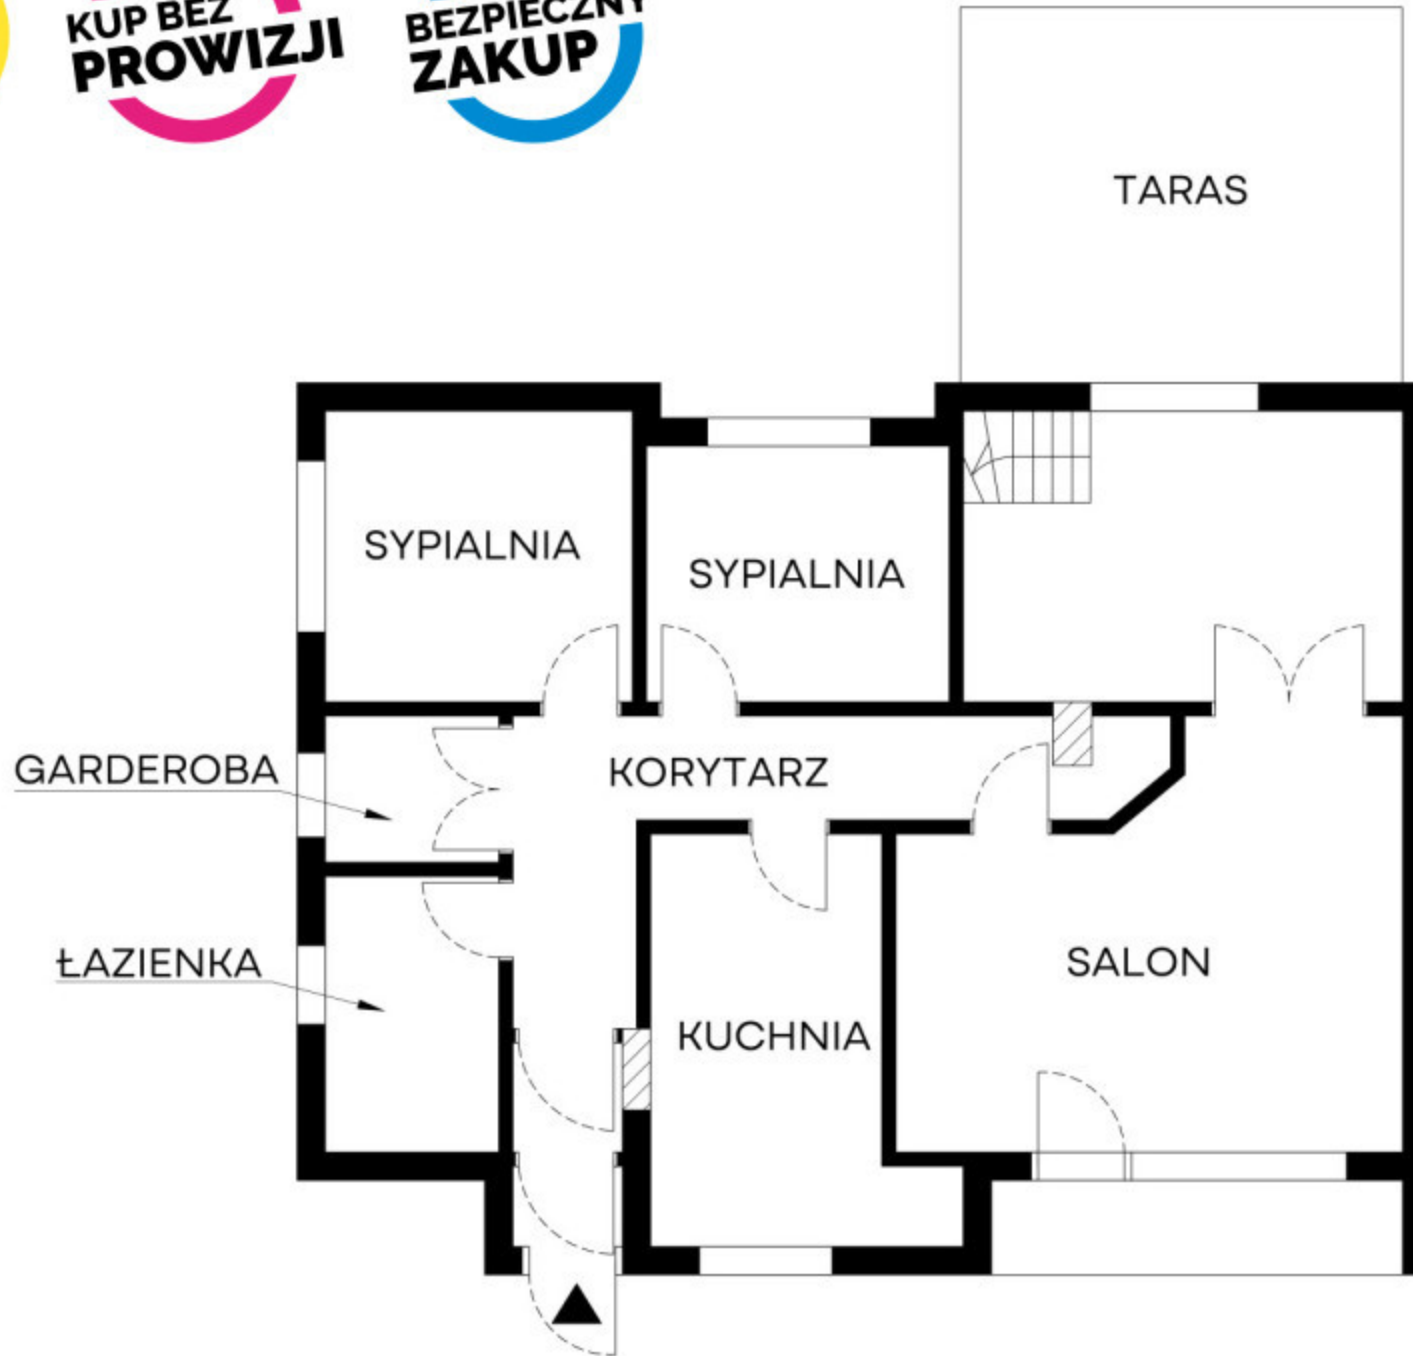 KUP BEZ
PROWIZJI
BEZPIECZNY
ZAKUP
TARAS
SYPIALNIA
SYPIALNIA
GARDEROBA
KORYTARZ
ŁAZIENKA
SALON
KUCHNIA